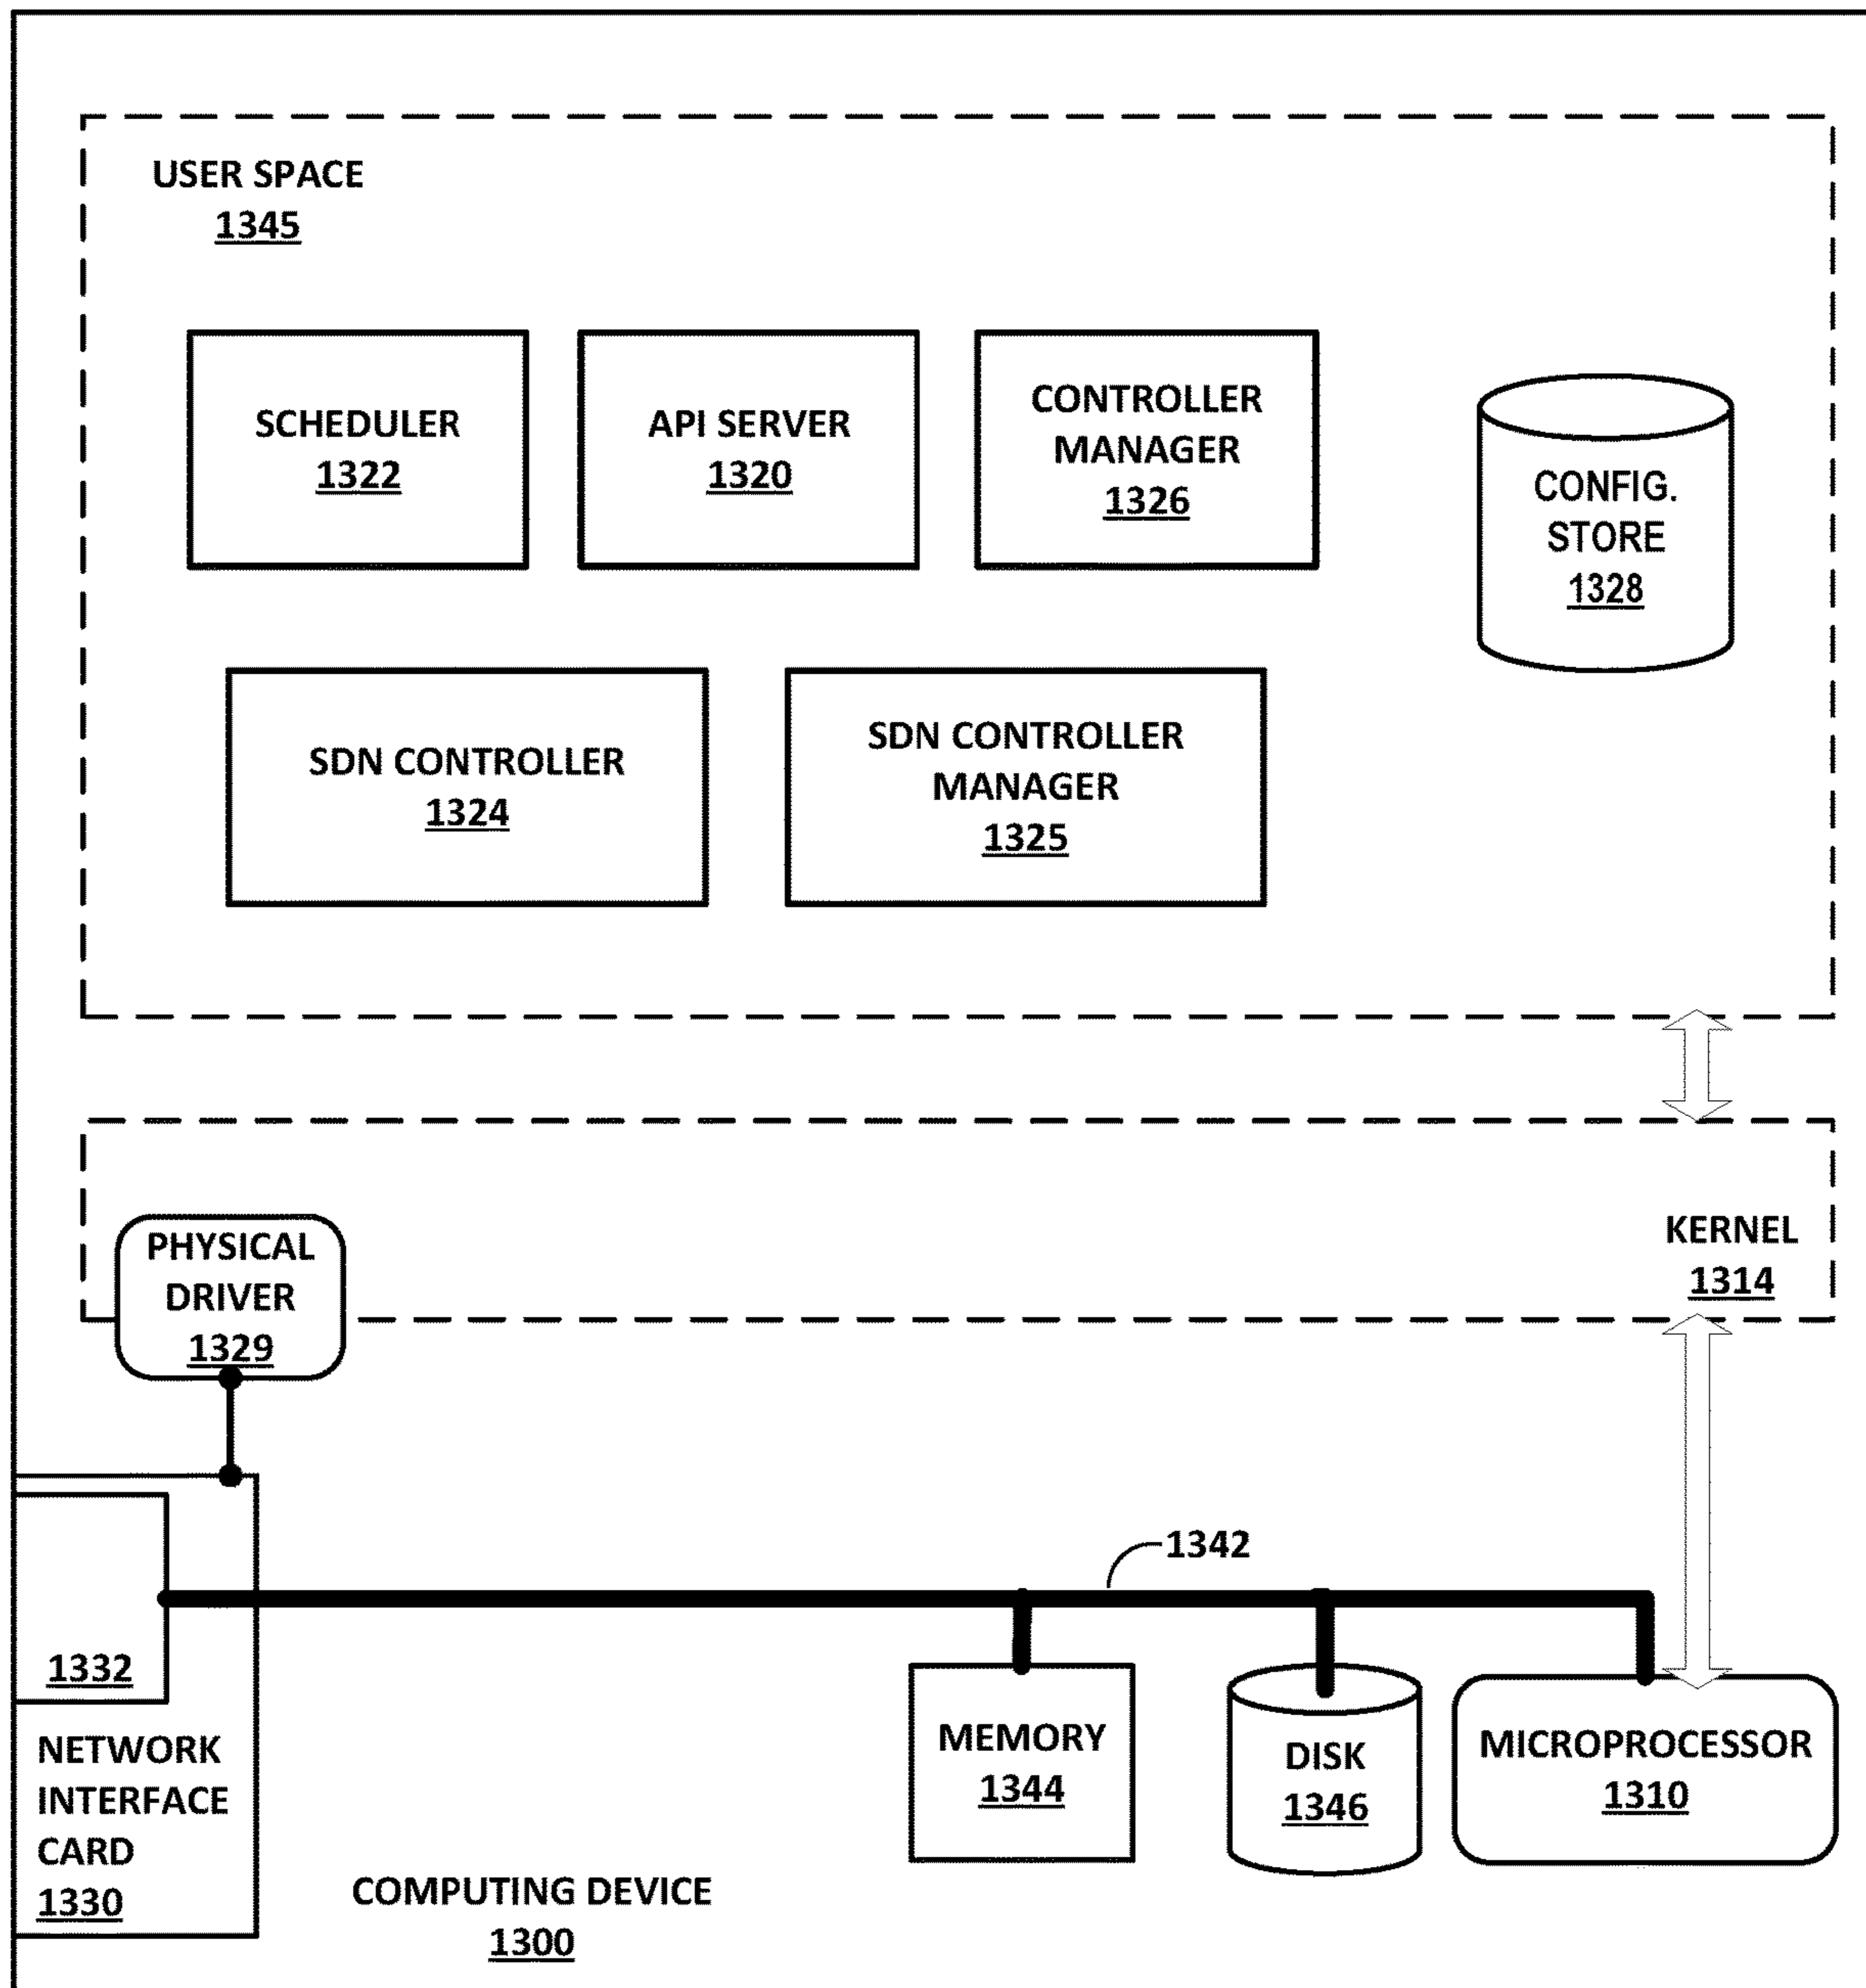 USER SPACE
1345
SCHEDULER
1322
API SERVER
1320
CONTROLLER
MANAGER
1326
CONFIG.
STORE
1328
SDN CONTROLLER
1324
SDN CONTROLLER
MANAGER
1325
KERNEL
1314
PHYSICAL
DRIVER
1329
1342
1332
NETWORK
INTERFACE
CARD
1330
MEMORY
1344
DISK
1346
MICROPROCESSOR
1310
COMPUTING DEVICE
1300